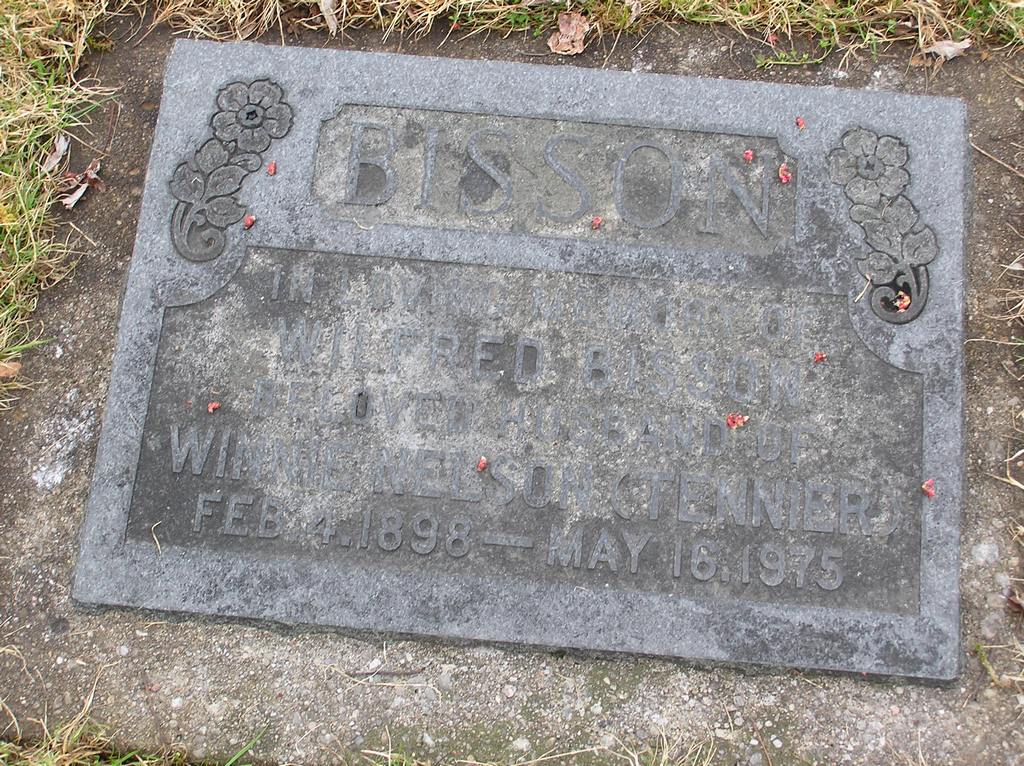 BISSON
IN LOVING MEMORY OF
WILFRED BISSON
BELOVED HUSBAND OF
WINNIE NELSON (TENNIER)
FEB. 4. 1898 — MAY 16. 1975